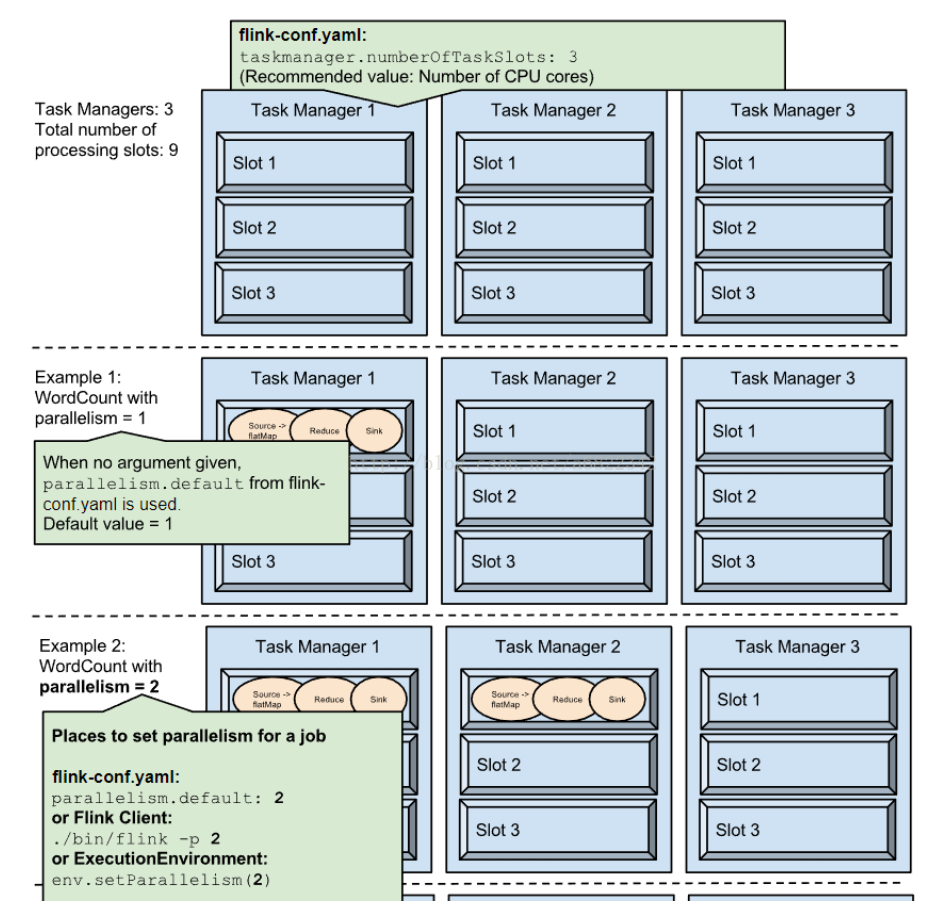 flink-conf.yaml:
taskmanager.numberOfTaskSlots: 3
(Recommended value: Number of CPU cores)
Task Managers: 3
Total number of
processing slots: 9
Task Manager 1
Slot 1
Slot 2
Slot 3
Task Manager 2
Slot 1
Slot 2
Slot 3
Task Manager 3
Slot 1
Slot 2
Slot 3
Example 1:
WordCount with
parallelism = 1
When no argument given,
parallelism.default from flink-
conf.yaml is used.
Default value = 1
Task Manager 1
Source ->
flatMap
Reduce
Sink
Slot 3
Task Manager 2
Slot 1
Slot 2
Slot 3
Task Manager 3
Slot 1
Slot 2
Slot 3
Example 2:
WordCount with
parallelism = 2
Places to set parallelism for a job
flink-conf.yaml:
parallelism.default: 2
or Flink Client:
./bin/flink -p 2
or ExecutionEnvironment:
env.setParallelism(2)
Task Manager 1
Source ->
flatMap
Reduce
Sink
Task Manager 2
Source ->
flatMap
Reduce
Sink
Slot 2
Slot 3
Task Manager 3
Slot 1
Slot 2
Slot 3